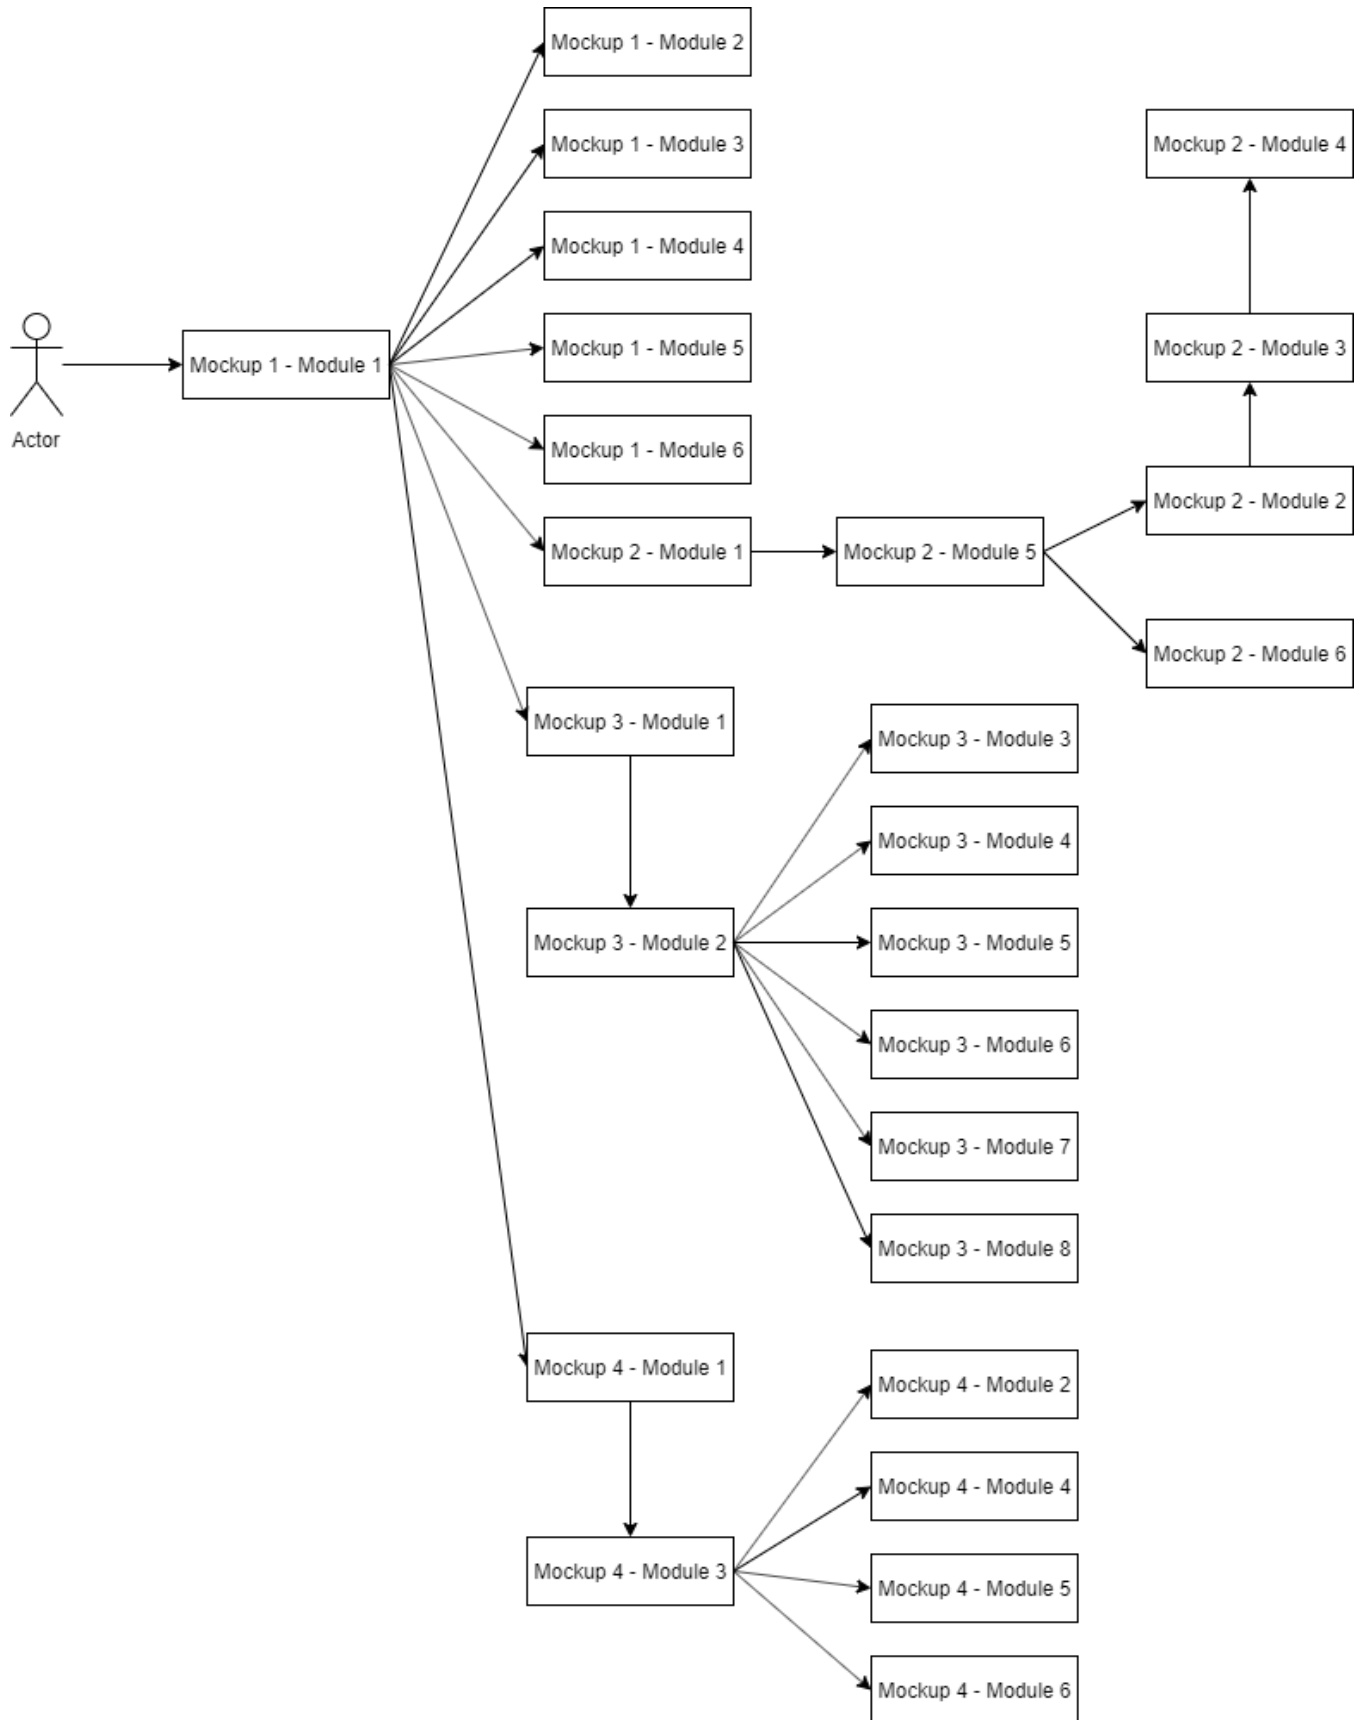 Mockup 1 - Module 2
Mockup 1 - Module 3
Mockup 2 - Module 4
Mockup 1 - Module 4
Mockup 1 - Module 5
Mockup 2 - Module 3
Mockup 1 - Module 1
Actor
Mockup 1 - Module 6
Mockup 2 - Module 2
Mockup 2 - Module 1
Mockup 2 - Module 5
Mockup 2 - Module 6
Mockup 3 - Module 1
Mockup 3 - Module 3
Mockup 3 - Module 4
Mockup 3 - Module 2
Mockup 3 - Module 5
Mockup 3 - Module 6
Mockup 3 - Module 7
Mockup 3 - Module 8
Mockup 4 - Module 1
Mockup 4 - Module 2
Mockup 4 - Module 4
Mockup 4 - Module 3
Mockup 4 - Module 5
Mockup 4 - Module 6